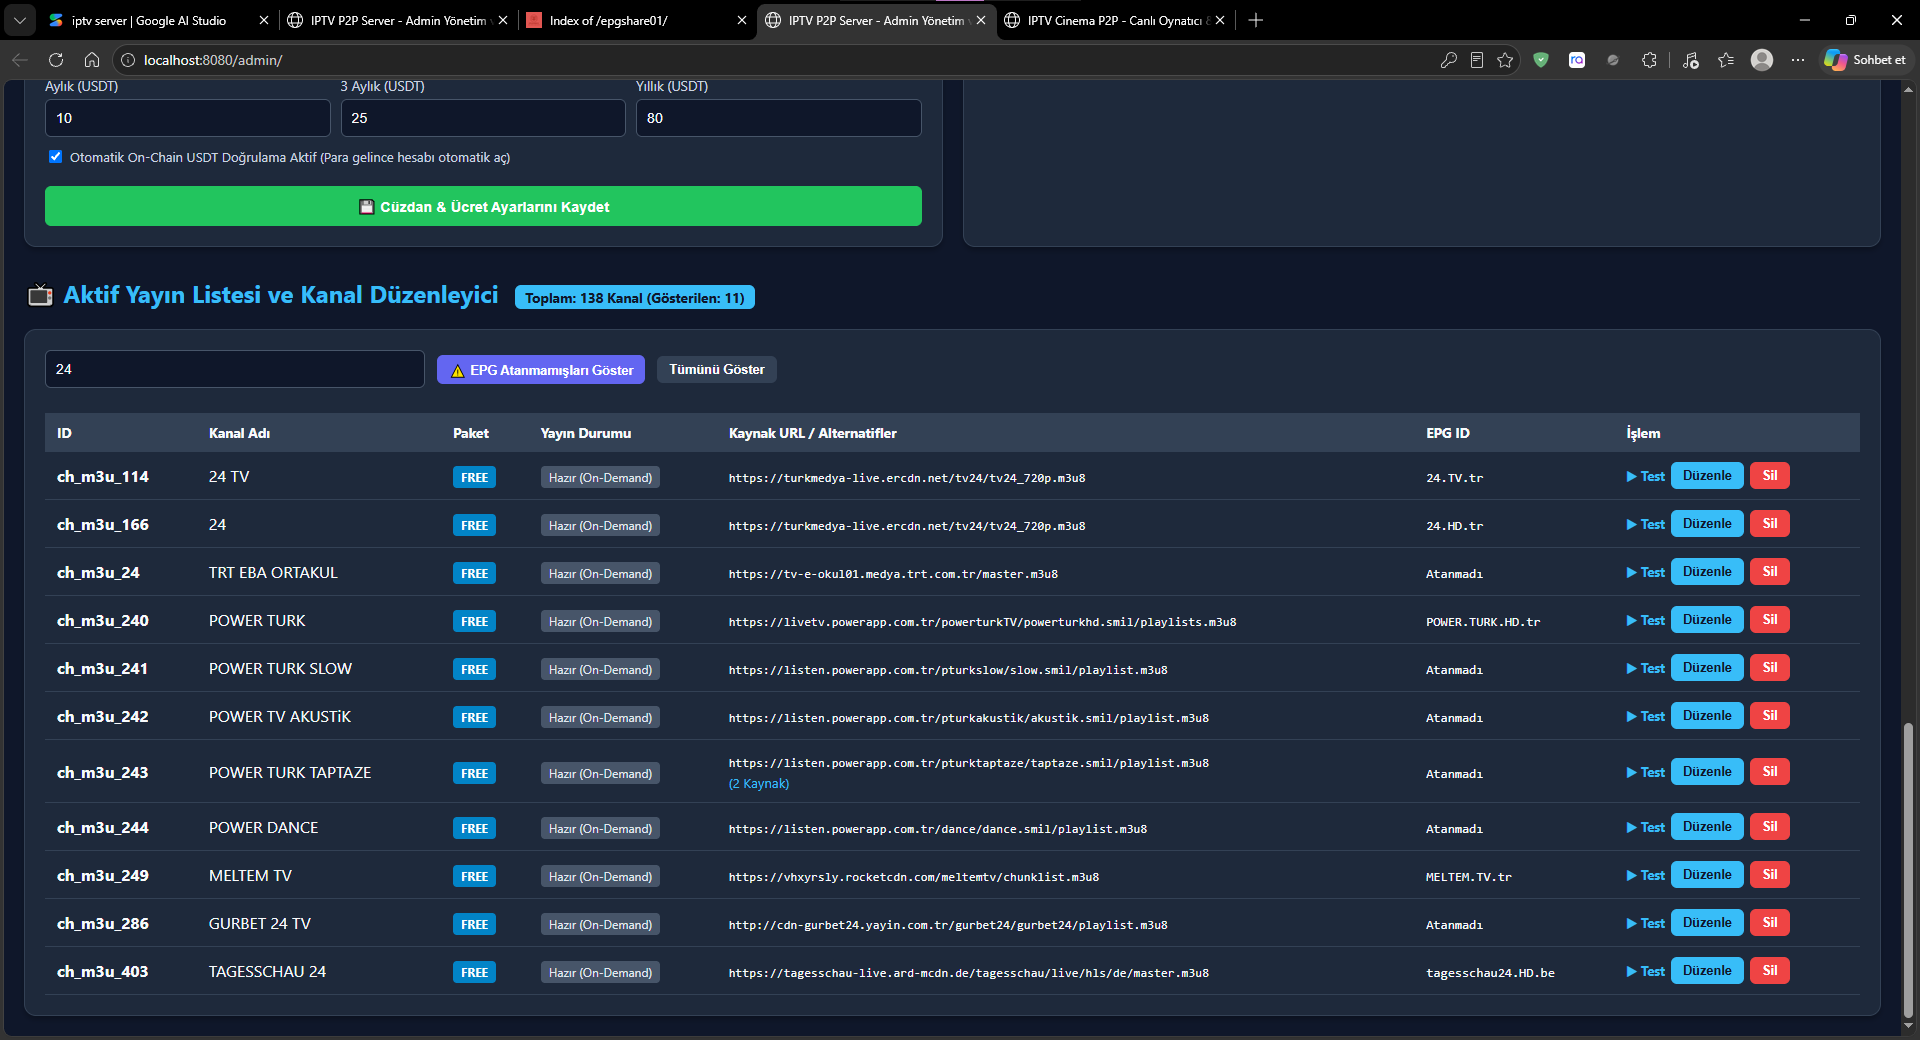 iptv server | Google AI Studio
IPTV P2P Server - Admin Yönetim
Index of /epgshare01/
IPTV P2P Server - Admin Yönetim
IPTV Cinema P2P - Canlı Oynatıcı &
localhost:8080/admin/
Sohbet et
Aylık (USDT)
3 Aylık (USDT)
Yıllık (USDT)
10
25
80
Otomatik On-Chain USDT Doğrulama Aktif (Para gelince hesabı otomatik aç)
Cüzdan & Ücret Ayarlarını Kaydet
Aktif Yayın Listesi ve Kanal Düzenleyici
Toplam: 138 Kanal (Gösterilen: 11)
24
EPG Atanmamışları Göster
Tümünü Göster
ID Kanal Adı Paket Yayın Durumu Kaynak URL / Alternatifler EPG ID İşlem
ch_m3u_114 24 TV FREE Hazır (On-Demand) https://turkmedya-live.ercdn.net/tv24/tv24_720p.m3u8 24.TV.tr ▶ Test Düzenle Sil
ch_m3u_166 24 FREE Hazır (On-Demand) https://turkmedya-live.ercdn.net/tv24/tv24_720p.m3u8 24.HD.tr ▶ Test Düzenle Sil
ch_m3u_24 TRT EBA ORTAKUL FREE Hazır (On-Demand) https://tv-e-okul01.medya.trt.com.tr/master.m3u8 Atanmadı ▶ Test Düzenle Sil
ch_m3u_240 POWER TURK FREE Hazır (On-Demand) https://livetv.powerapp.com.tr/powerturkTV/powerturkhd.smil/playlists.m3u8 POWER.TURK.HD.tr ▶ Test Düzenle Sil
ch_m3u_241 POWER TURK SLOW FREE Hazır (On-Demand) https://listen.powerapp.com.tr/pturkslow/slow.smil/playlist.m3u8 Atanmadı ▶ Test Düzenle Sil
ch_m3u_242 POWER TV AKUSTiK FREE Hazır (On-Demand) https://listen.powerapp.com.tr/pturkakustik/akustik.smil/playlist.m3u8 Atanmadı ▶ Test Düzenle Sil
ch_m3u_243 POWER TURK TAPTAZE FREE Hazır (On-Demand) https://listen.powerapp.com.tr/pturktaptaze/taptaze.smil/playlist.m3u8 Atanmadı ▶ Test Düzenle Sil
(2 Kaynak)
ch_m3u_244 POWER DANCE FREE Hazır (On-Demand) https://listen.powerapp.com.tr/dance/dance.smil/playlist.m3u8 Atanmadı ▶ Test Düzenle Sil
ch_m3u_249 MELTEM TV FREE Hazır (On-Demand) https://vhxyrsly.rocketcdn.com/meltemtv/chunklist.m3u8 MELTEM.TV.tr ▶ Test Düzenle Sil
ch_m3u_286 GURBET 24 TV FREE Hazır (On-Demand) http://cdn-gurbet24.yayin.com.tr/gurbet24/gurbet24/playlist.m3u8 Atanmadı ▶ Test Düzenle Sil
ch_m3u_403 TAGESSCHAU 24 FREE Hazır (On-Demand) https://tagesschau-live.ard-mcdn.de/tagesschau/live/hls/de/master.m3u8 tagesschau24.HD.be ▶ Test Düzenle Sil